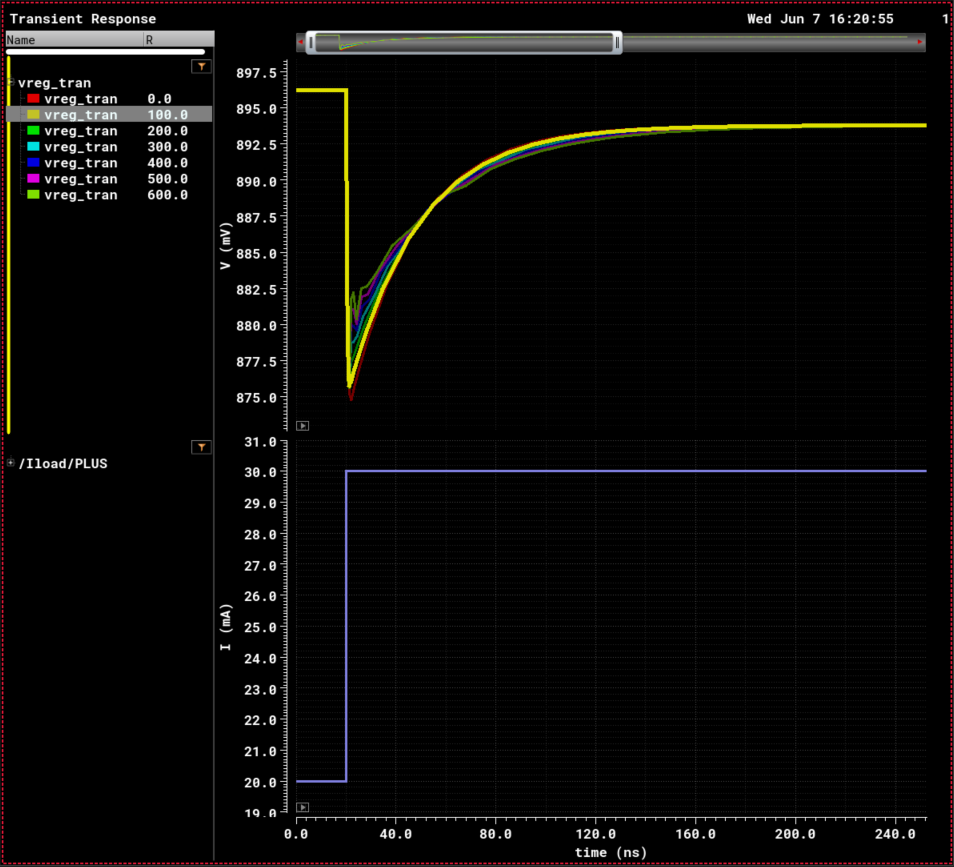 Transient Response
Wed Jun 7 16:20:55 1
Name R
vreg_tran
vreg_tran 0.0
vreg_tran 100.0
vreg_tran 200.0
vreg_tran 300.0
vreg_tran 400.0
vreg_tran 500.0
vreg_tran 600.0
897.5
895.0
892.5
890.0
887.5
885.0
882.5
880.0
877.5
875.0
V (mV)
/Iload/PLUS
31.0
30.0
29.0
28.0
27.0
26.0
25.0
24.0
23.0
22.0
21.0
20.0
19.0
I (mA)
0.0 40.0 80.0 120.0 160.0 200.0 240.0
time (ns)